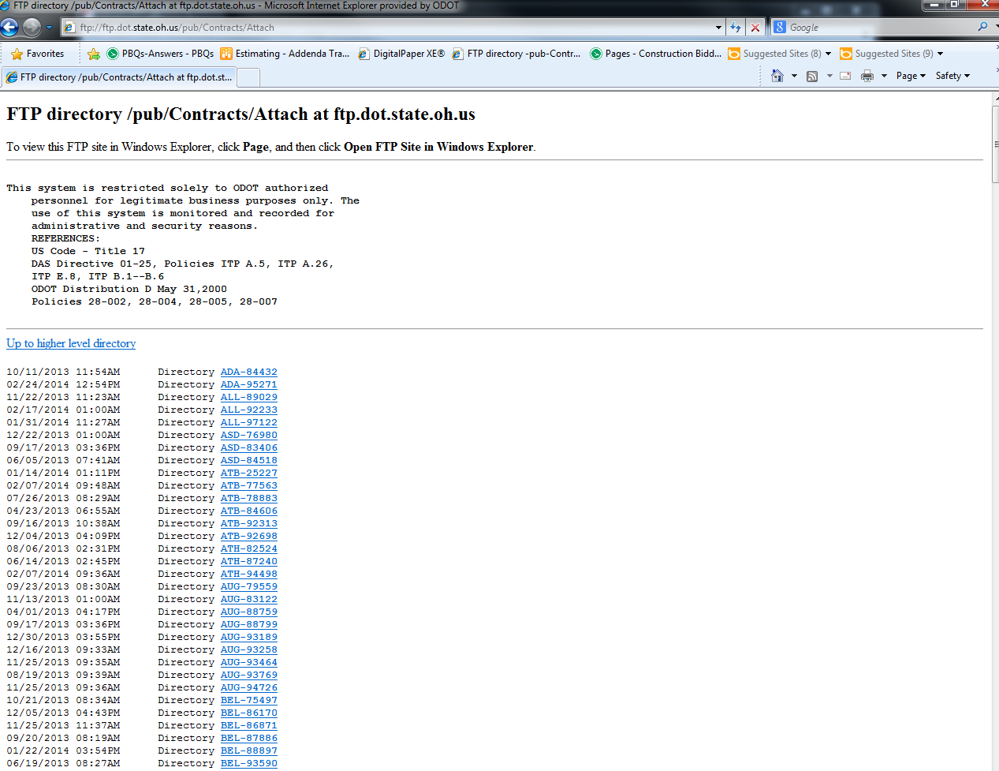 FTP directory /pub/Contracts/Attach at ftp.dot.state.oh.us - Microsoft Internet Explorer provided by ODOT
ftp://ftp.dot.state.oh.us/pub/Contracts/Attach
Google
Favorites
PBQs-Answers - PBQs
Estimating - Addenda Tra...
DigitalPaper XE®
FTP directory -pub-Contr...
Pages - Construction Bidd...
Suggested Sites (8)
Suggested Sites (9)
FTP directory /pub/Contracts/Attach at ftp.dot.st...
Page
Safety
FTP directory /pub/Contracts/Attach at ftp.dot.state.oh.us
To view this FTP site in Windows Explorer, click Page, and then click Open FTP Site in Windows Explorer.
This system is restricted solely to ODOT authorized
personnel for legitimate business purposes only. The
use of this system is monitored and recorded for
administrative and security reasons.
REFERENCES:
US Code - Title 17
DAS Directive 01-25, Policies ITP A.5, ITP A.26,
ITP E.8, ITP B.1--B.6
ODOT Distribution D May 31,2000
Policies 28-002, 28-004, 28-005, 28-007
Up to higher level directory
10/11/2013 11:54AM Directory ADA-84432
02/24/2014 12:54PM Directory ADA-95271
11/22/2013 11:23AM Directory ALL-89029
02/17/2014 01:00AM Directory ALL-92233
01/31/2014 11:27AM Directory ALL-97122
12/22/2013 01:00AM Directory ASD-76980
09/17/2013 03:36PM Directory ASD-83406
06/05/2013 07:41AM Directory ASD-84518
01/14/2014 01:11PM Directory ATB-25227
02/07/2014 09:48AM Directory ATB-77563
07/26/2013 08:29AM Directory ATB-78883
04/23/2013 06:55AM Directory ATB-84606
09/16/2013 10:38AM Directory ATB-92313
12/04/2013 04:09PM Directory ATB-92698
08/06/2013 02:31PM Directory ATH-82524
06/14/2013 02:45PM Directory ATH-87240
02/07/2014 09:36AM Directory ATH-94498
09/23/2013 08:30AM Directory AUG-79559
11/13/2013 01:00AM Directory AUG-83122
04/01/2013 04:17PM Directory AUG-88759
09/17/2013 03:36PM Directory AUG-88799
12/30/2013 03:55PM Directory AUG-93189
12/16/2013 09:33AM Directory AUG-93258
11/25/2013 09:35AM Directory AUG-93464
08/19/2013 09:39AM Directory AUG-93769
11/25/2013 09:36AM Directory AUG-94726
10/21/2013 08:34AM Directory BEL-75497
12/05/2013 04:43PM Directory BEL-86170
11/25/2013 11:37AM Directory BEL-86871
09/20/2013 08:19AM Directory BEL-87886
01/22/2014 03:54PM Directory BEL-88897
06/19/2013 08:27AM Directory BEL-93590